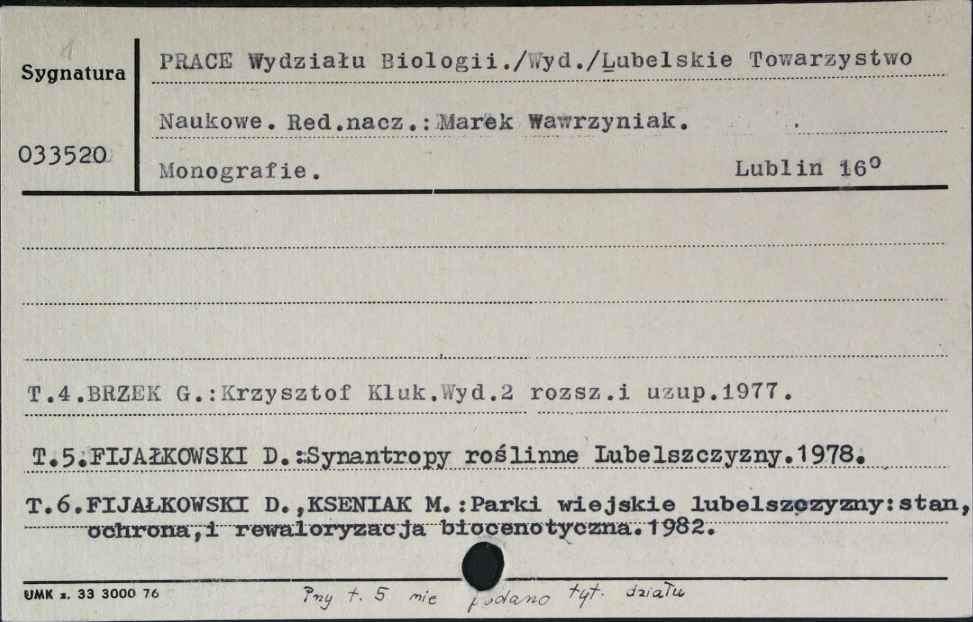 1
Sygnatura
PRACE Wydziału Biologii./Wyd./Lubelskie Towarzystwo
Naukowe. Red.nacz.: Marek Wawrzyniak.
033520
Monografie. Lublin 16°
T.4.BRZEK G.:Krzysztof Kluk.Wyd.2 rozsz.i uzup.1977.
T.5.FIJAŁKOWSKI D.:Synantropy roślinne Lubelszczyzny.1978.
T.6.FIJAŁKOWSKI D.,KSENIAK M.:Parki wiejskie lubelszczyzny:stan,
ochrona,i rewaloryzacja biocenotyczna.1982.
UMK z. 33 3000 76
Przy t. 5 nie podano tyt. działu